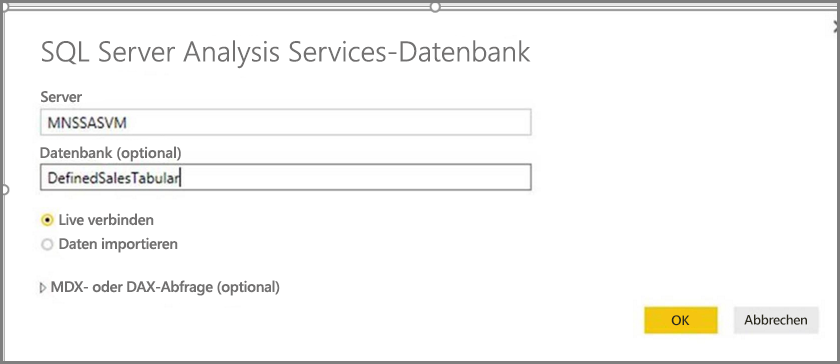 SQL Server Analysis Services-Datenbank
Server
MNSSASVM
Datenbank (optional)
DefinedSalesTabular
Live verbinden
Daten importieren
MDX- oder DAX-Abfrage (optional)
OK Abbrechen